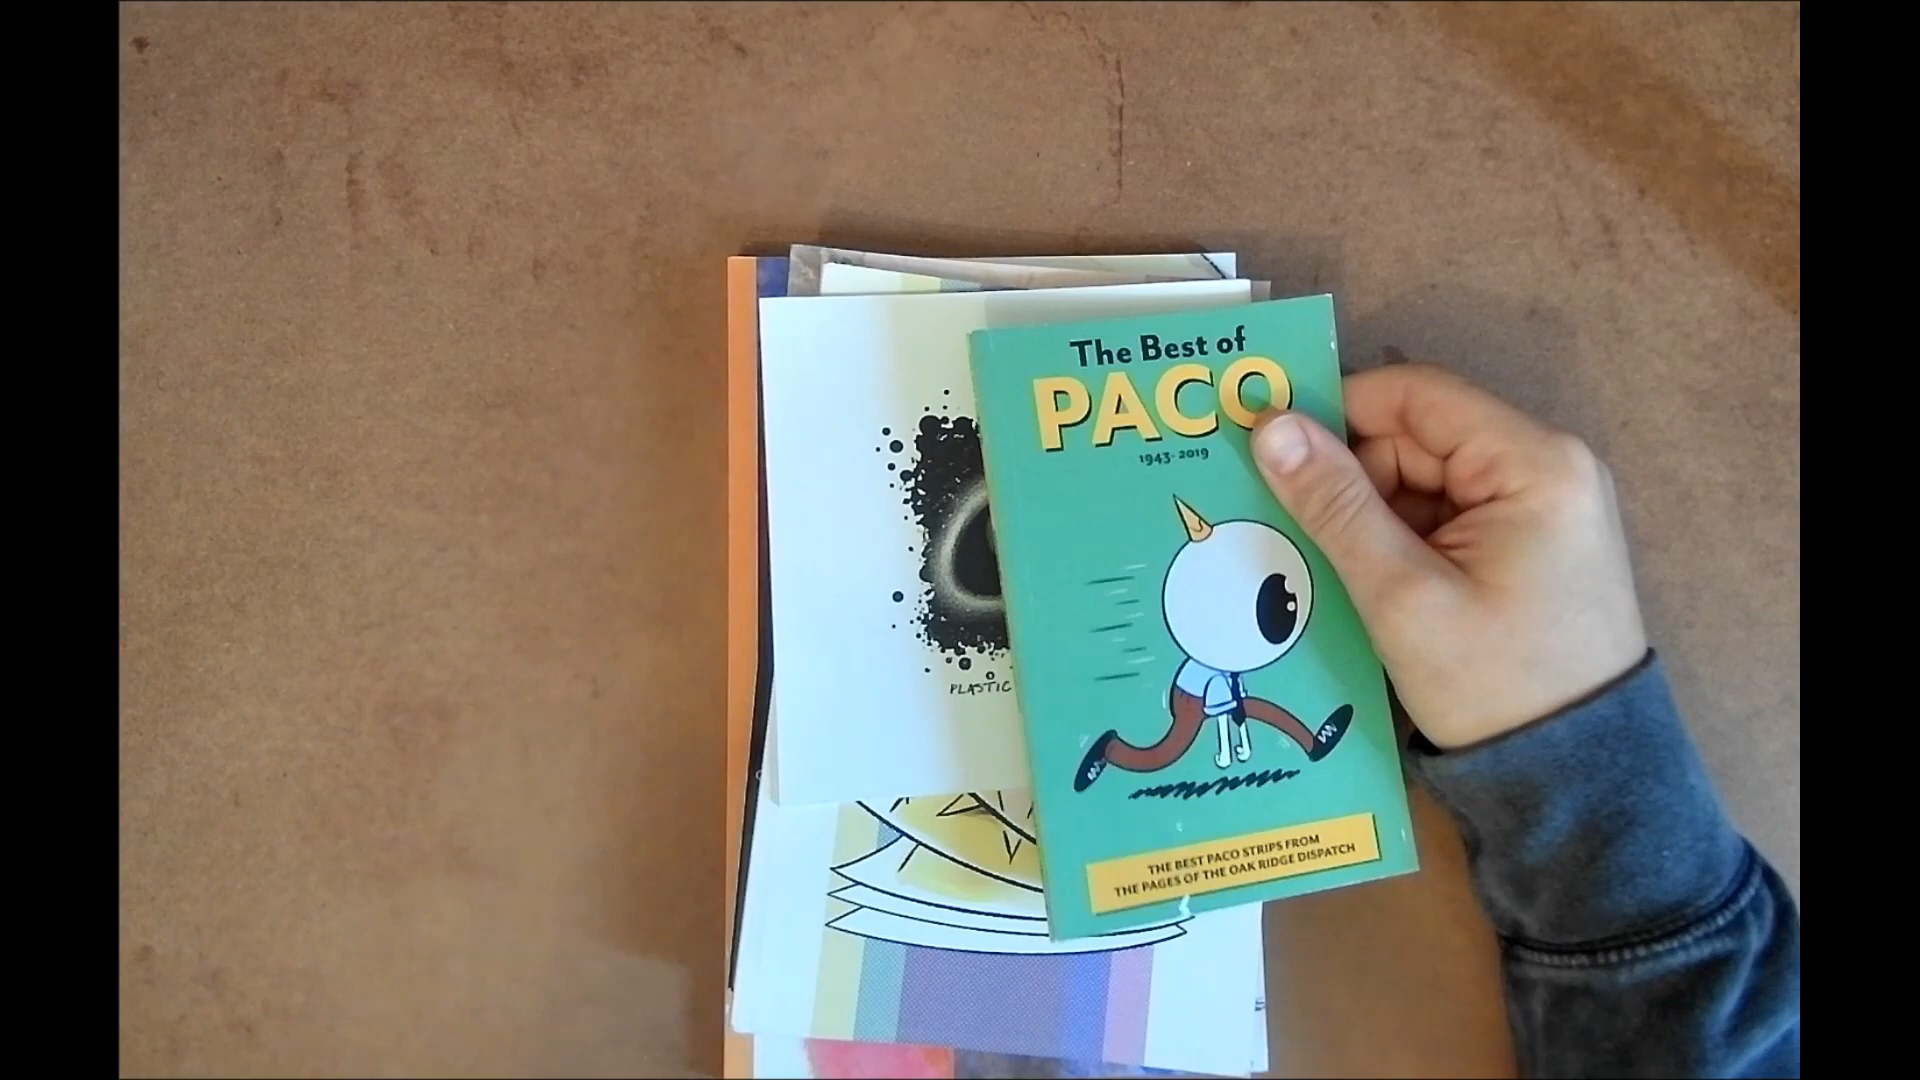 The Best of
PACO
1943-2019
PLASTIC
THE BEST PACO STRIPS FROM
THE PAGES OF THE OAK RIDGE DISPATCH